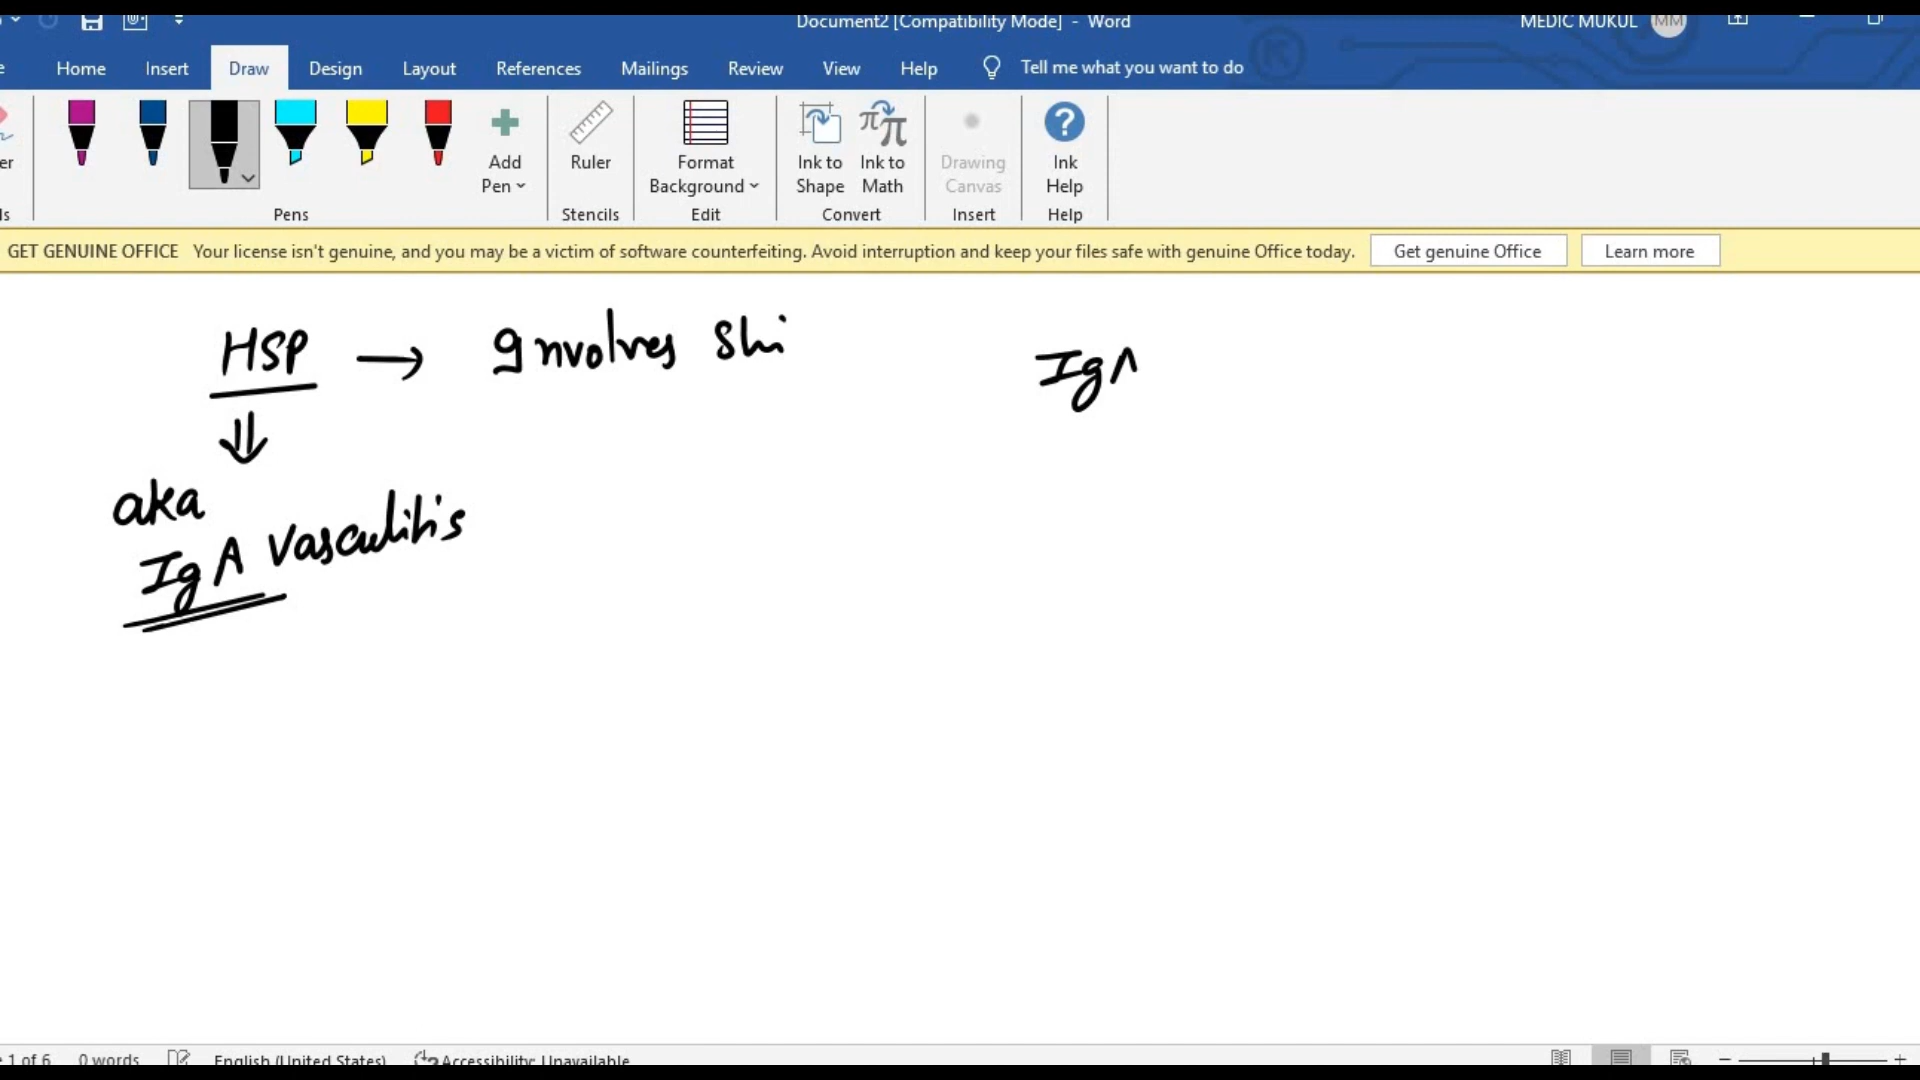 Document2 [Compatibility Mode] - Word
MEDIC MUKUL MM
Home Insert Draw Design Layout References Mailings Review View Help Tell me what you want to do
Add Pen
Ruler
Format Background
Ink to Shape
Ink to Math
Drawing Canvas
Ink Help
Pens Stencils Edit Convert Insert Help
GET GENUINE OFFICE Your license isn't genuine, and you may be a victim of software counterfeiting. Avoid interruption and keep your files safe with genuine Office today. Get genuine Office Learn more
HSP → Involves Ski
IgA
aka
IgA Vasculitis
1 of 6 0 words English (United States) Accessibility: Unavailable